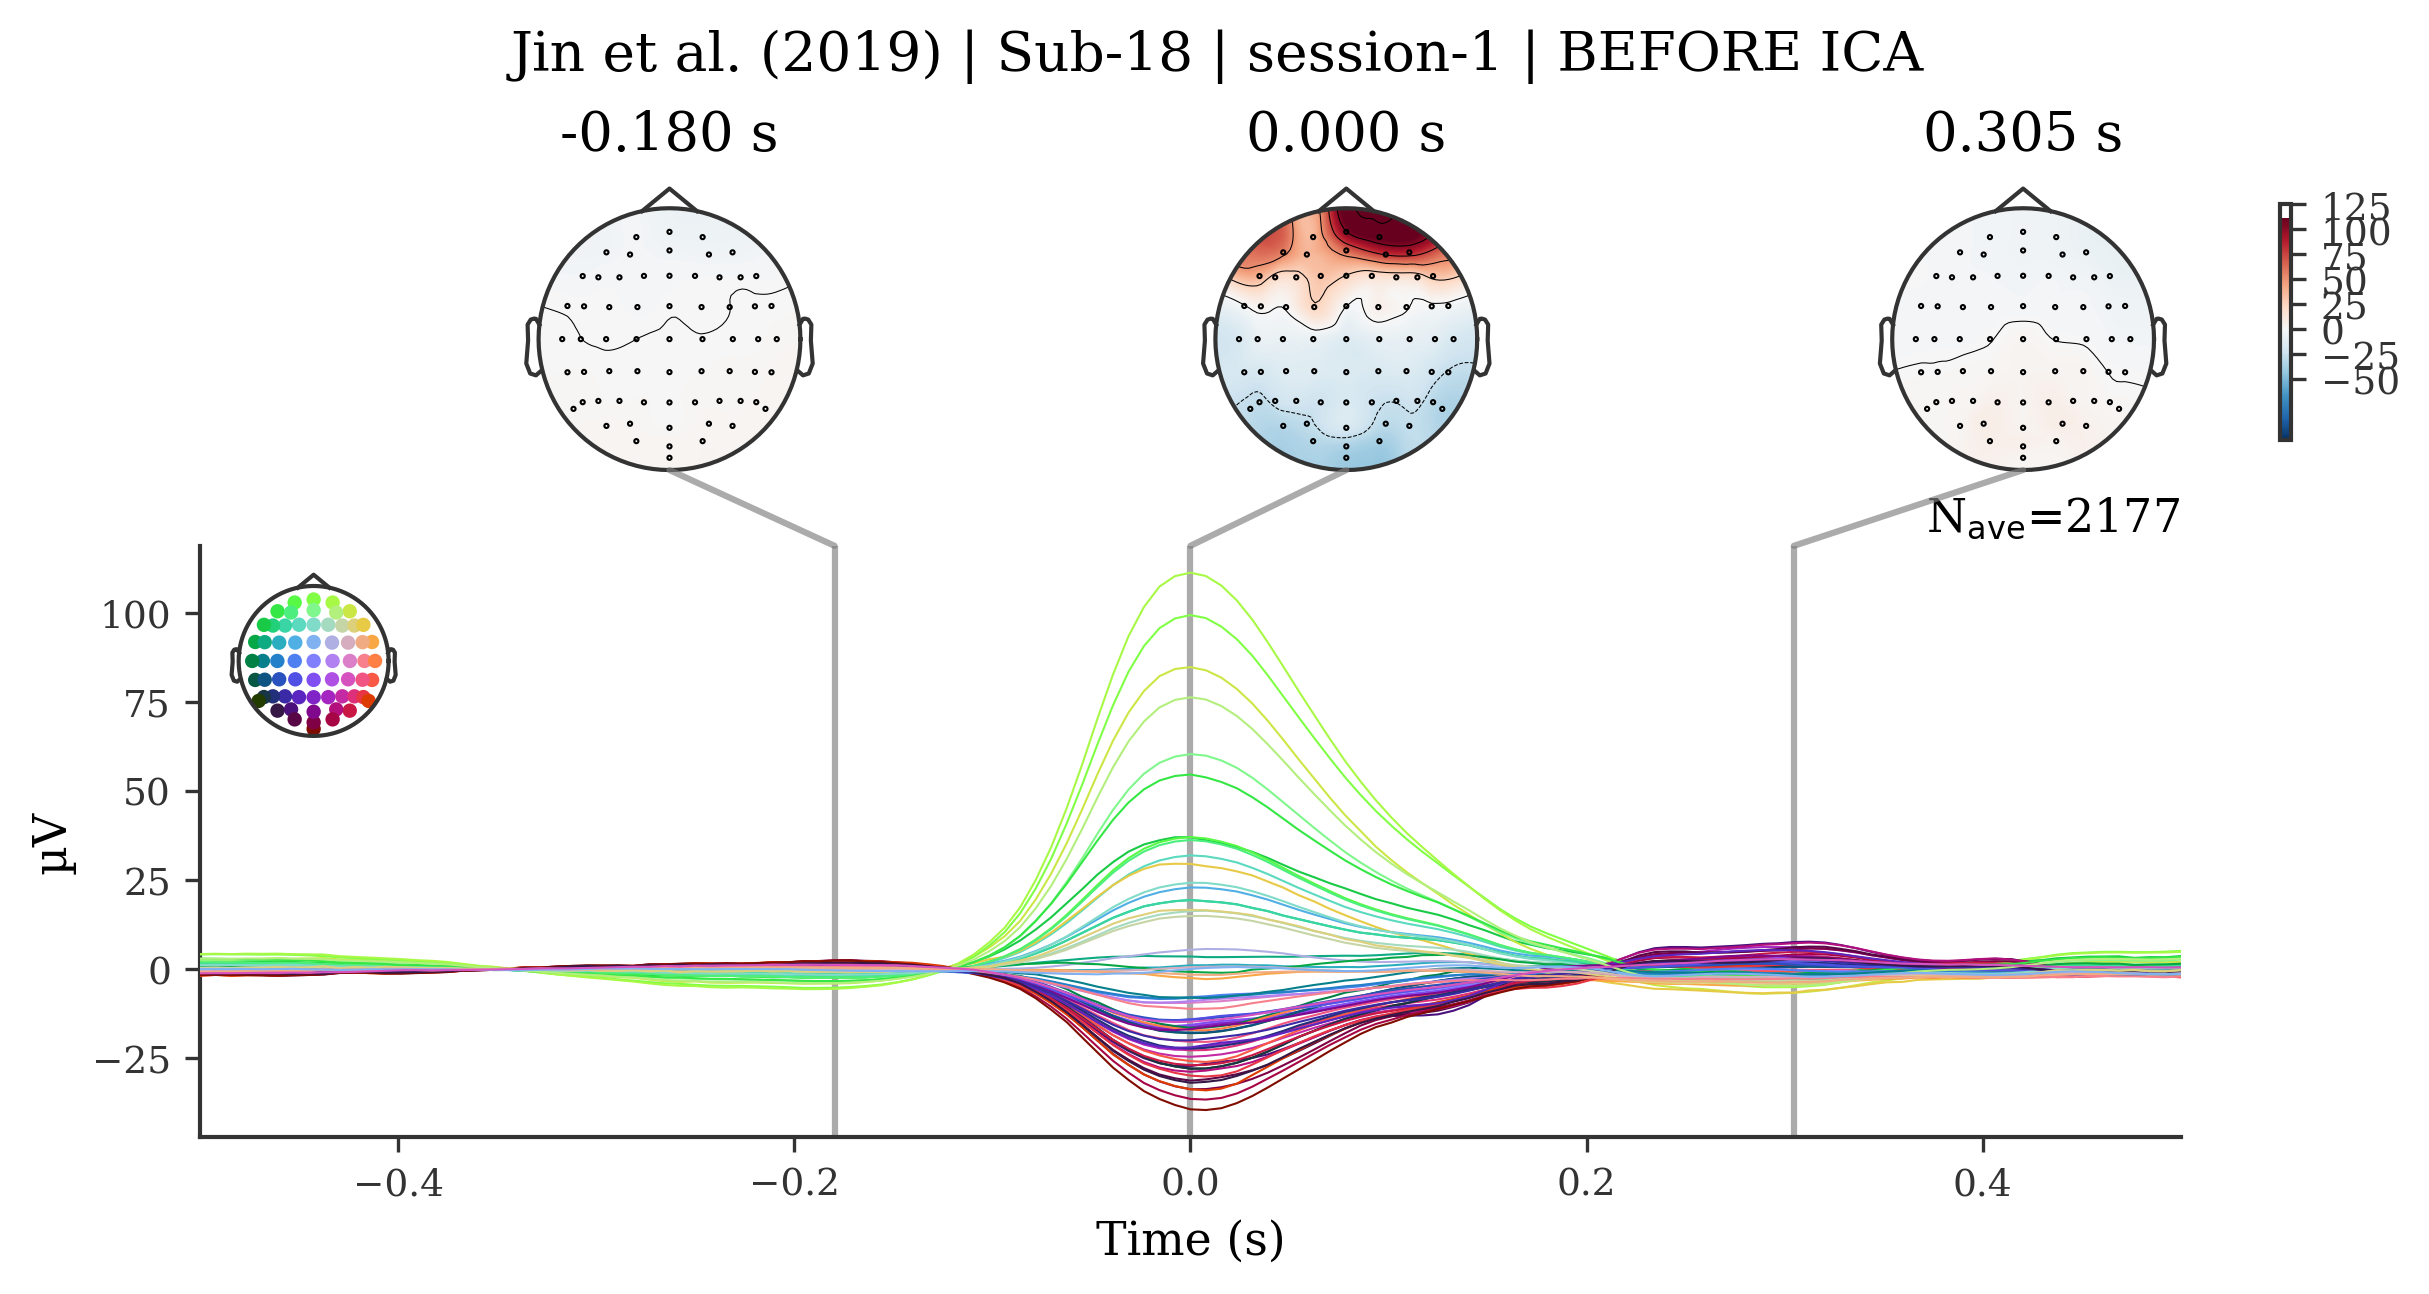 Jin et al. (2019) | Sub-18 | session-1 | BEFORE ICA
-0.180 s
0.000 s
0.305 s
125
100
75
50
25
0
−25
−50
Nave=2177
100
75
50
25
0
−25
µV
−0.4
−0.2
0.0
0.2
0.4
Time (s)